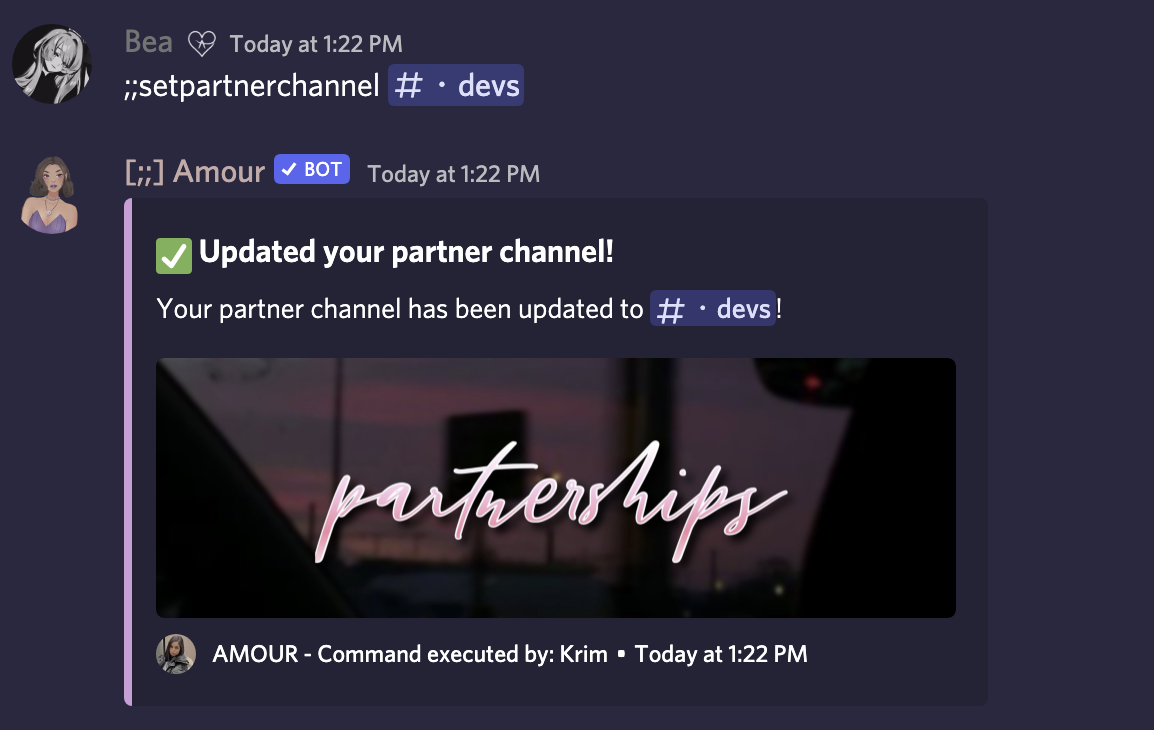 Bea Today at 1:22 PM
;;setpartnerchannel # · devs
[;;] Amour ✓ BOT Today at 1:22 PM
✅ Updated your partner channel!
Your partner channel has been updated to # · devs!
partnerships
AMOUR - Command executed by: Krim • Today at 1:22 PM